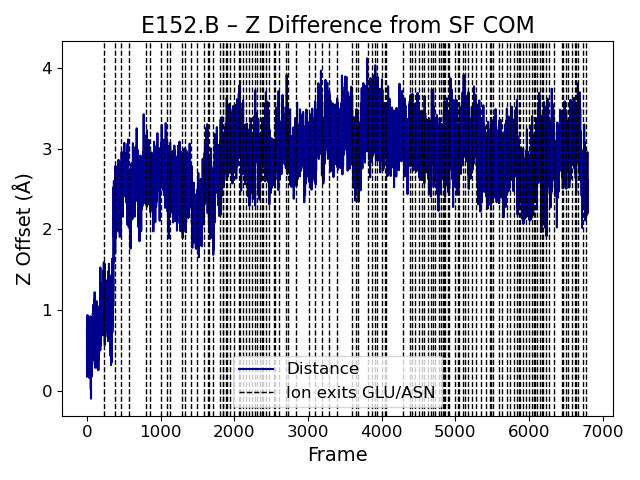 E152.B – Z Difference from SF COM
Z Offset (Å)
4
3
2
1
0
Distance
Ion exits GLU/ASN
0 1000 2000 3000 4000 5000 6000 7000
Frame